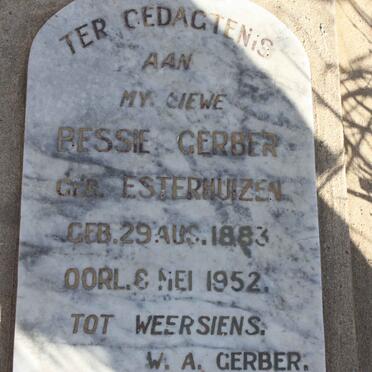 TER GEDAGTENIS
AAN
MY LIEWE
BESSIE GERBER
GEB. ESTERHUIZEN
GEB. 29 AUG. 1883
OORL. 8 MEI 1952.
TOT WEERSIENS.
W. A. GERBER.